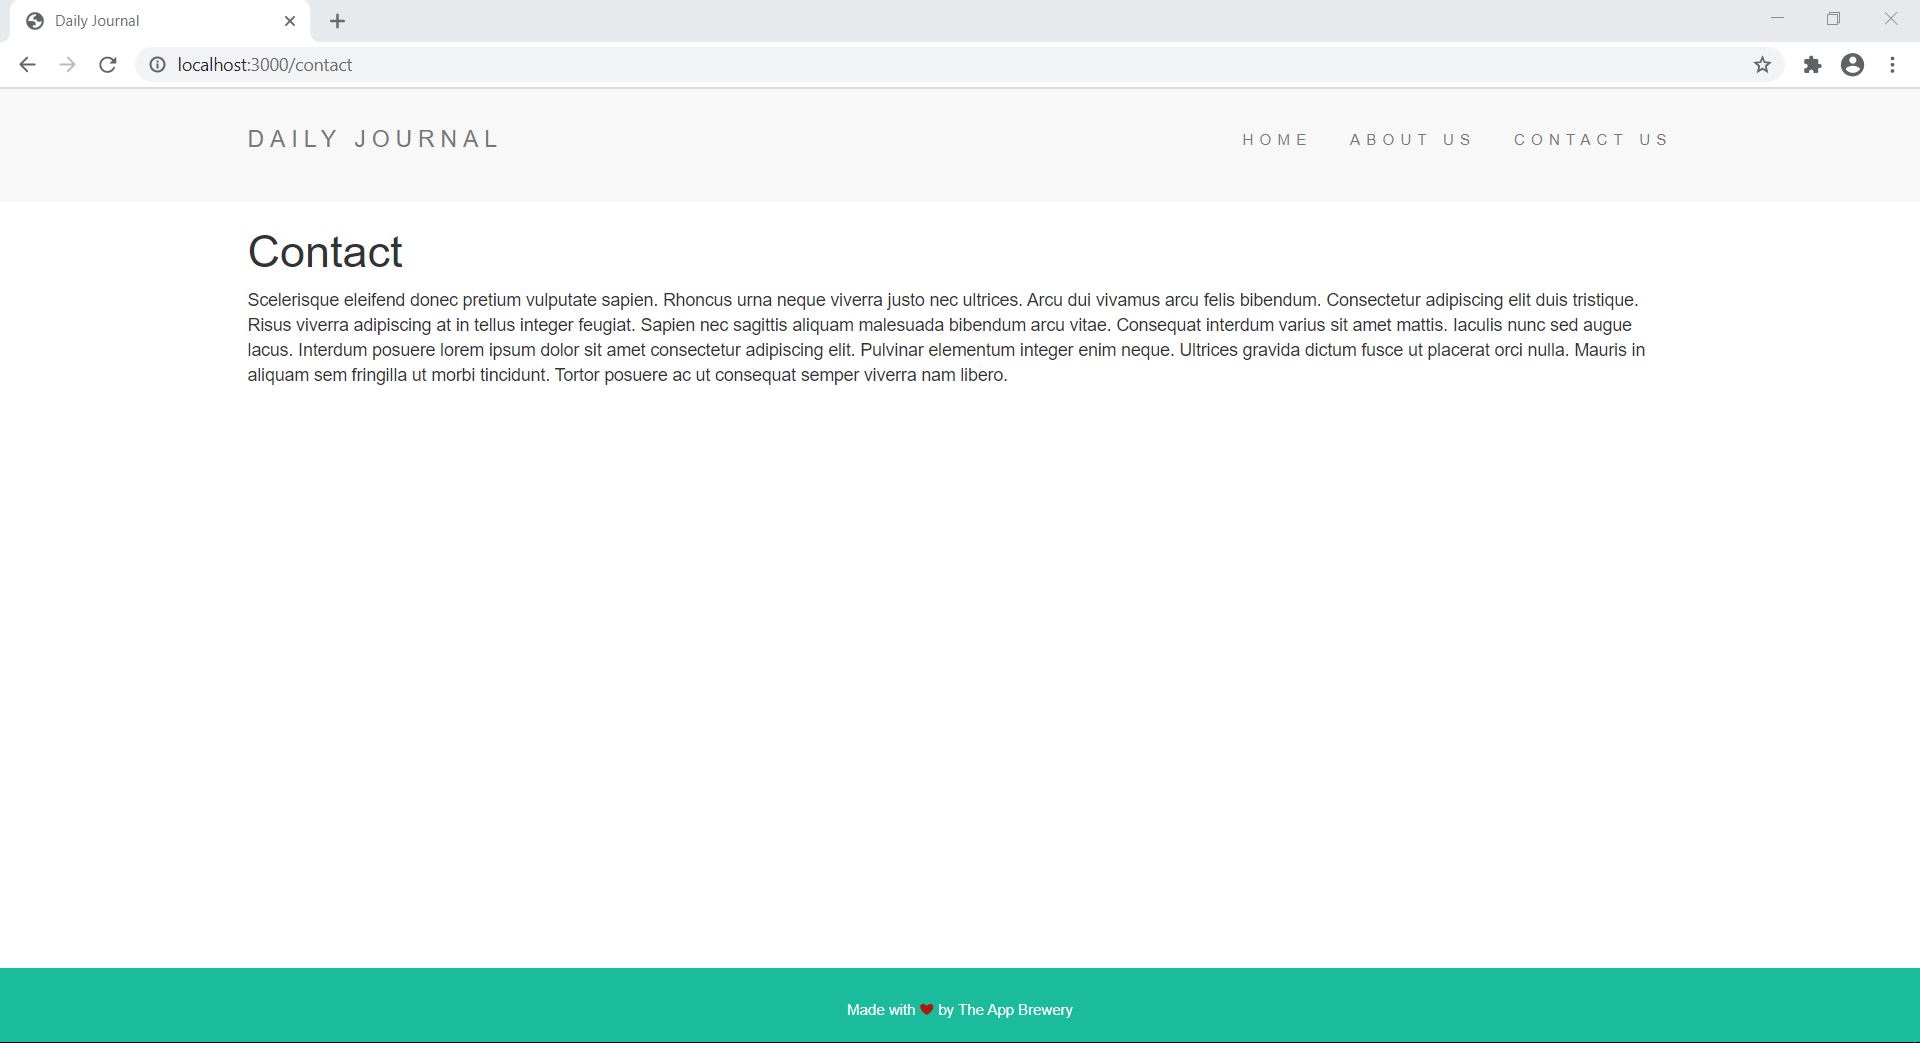 Daily Journal
localhost:3000/contact
DAILY JOURNAL
HOME ABOUT US CONTACT US
Contact
Scelerisque eleifend donec pretium vulputate sapien. Rhoncus urna neque viverra justo nec ultrices. Arcu dui vivamus arcu felis bibendum. Consectetur adipiscing elit duis tristique.
Risus viverra adipiscing at in tellus integer feugiat. Sapien nec sagittis aliquam malesuada bibendum arcu vitae. Consequat interdum varius sit amet mattis. Iaculis nunc sed augue
lacus. Interdum posuere lorem ipsum dolor sit amet consectetur adipiscing elit. Pulvinar elementum integer enim neque. Ultrices gravida dictum fusce ut placerat orci nulla. Mauris in
aliquam sem fringilla ut morbi tincidunt. Tortor posuere ac ut consequat semper viverra nam libero.
Made with ❤ by The App Brewery